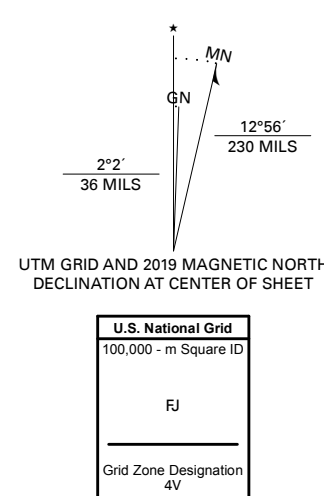 ★
MN
GN
12°56´
230 MILS
2°2´
36 MILS
UTM GRID AND 2019 MAGNETIC NORTH
DECLINATION AT CENTER OF SHEET
U.S. National Grid
100,000 - m Square ID
FJ
Grid Zone Designation
4V